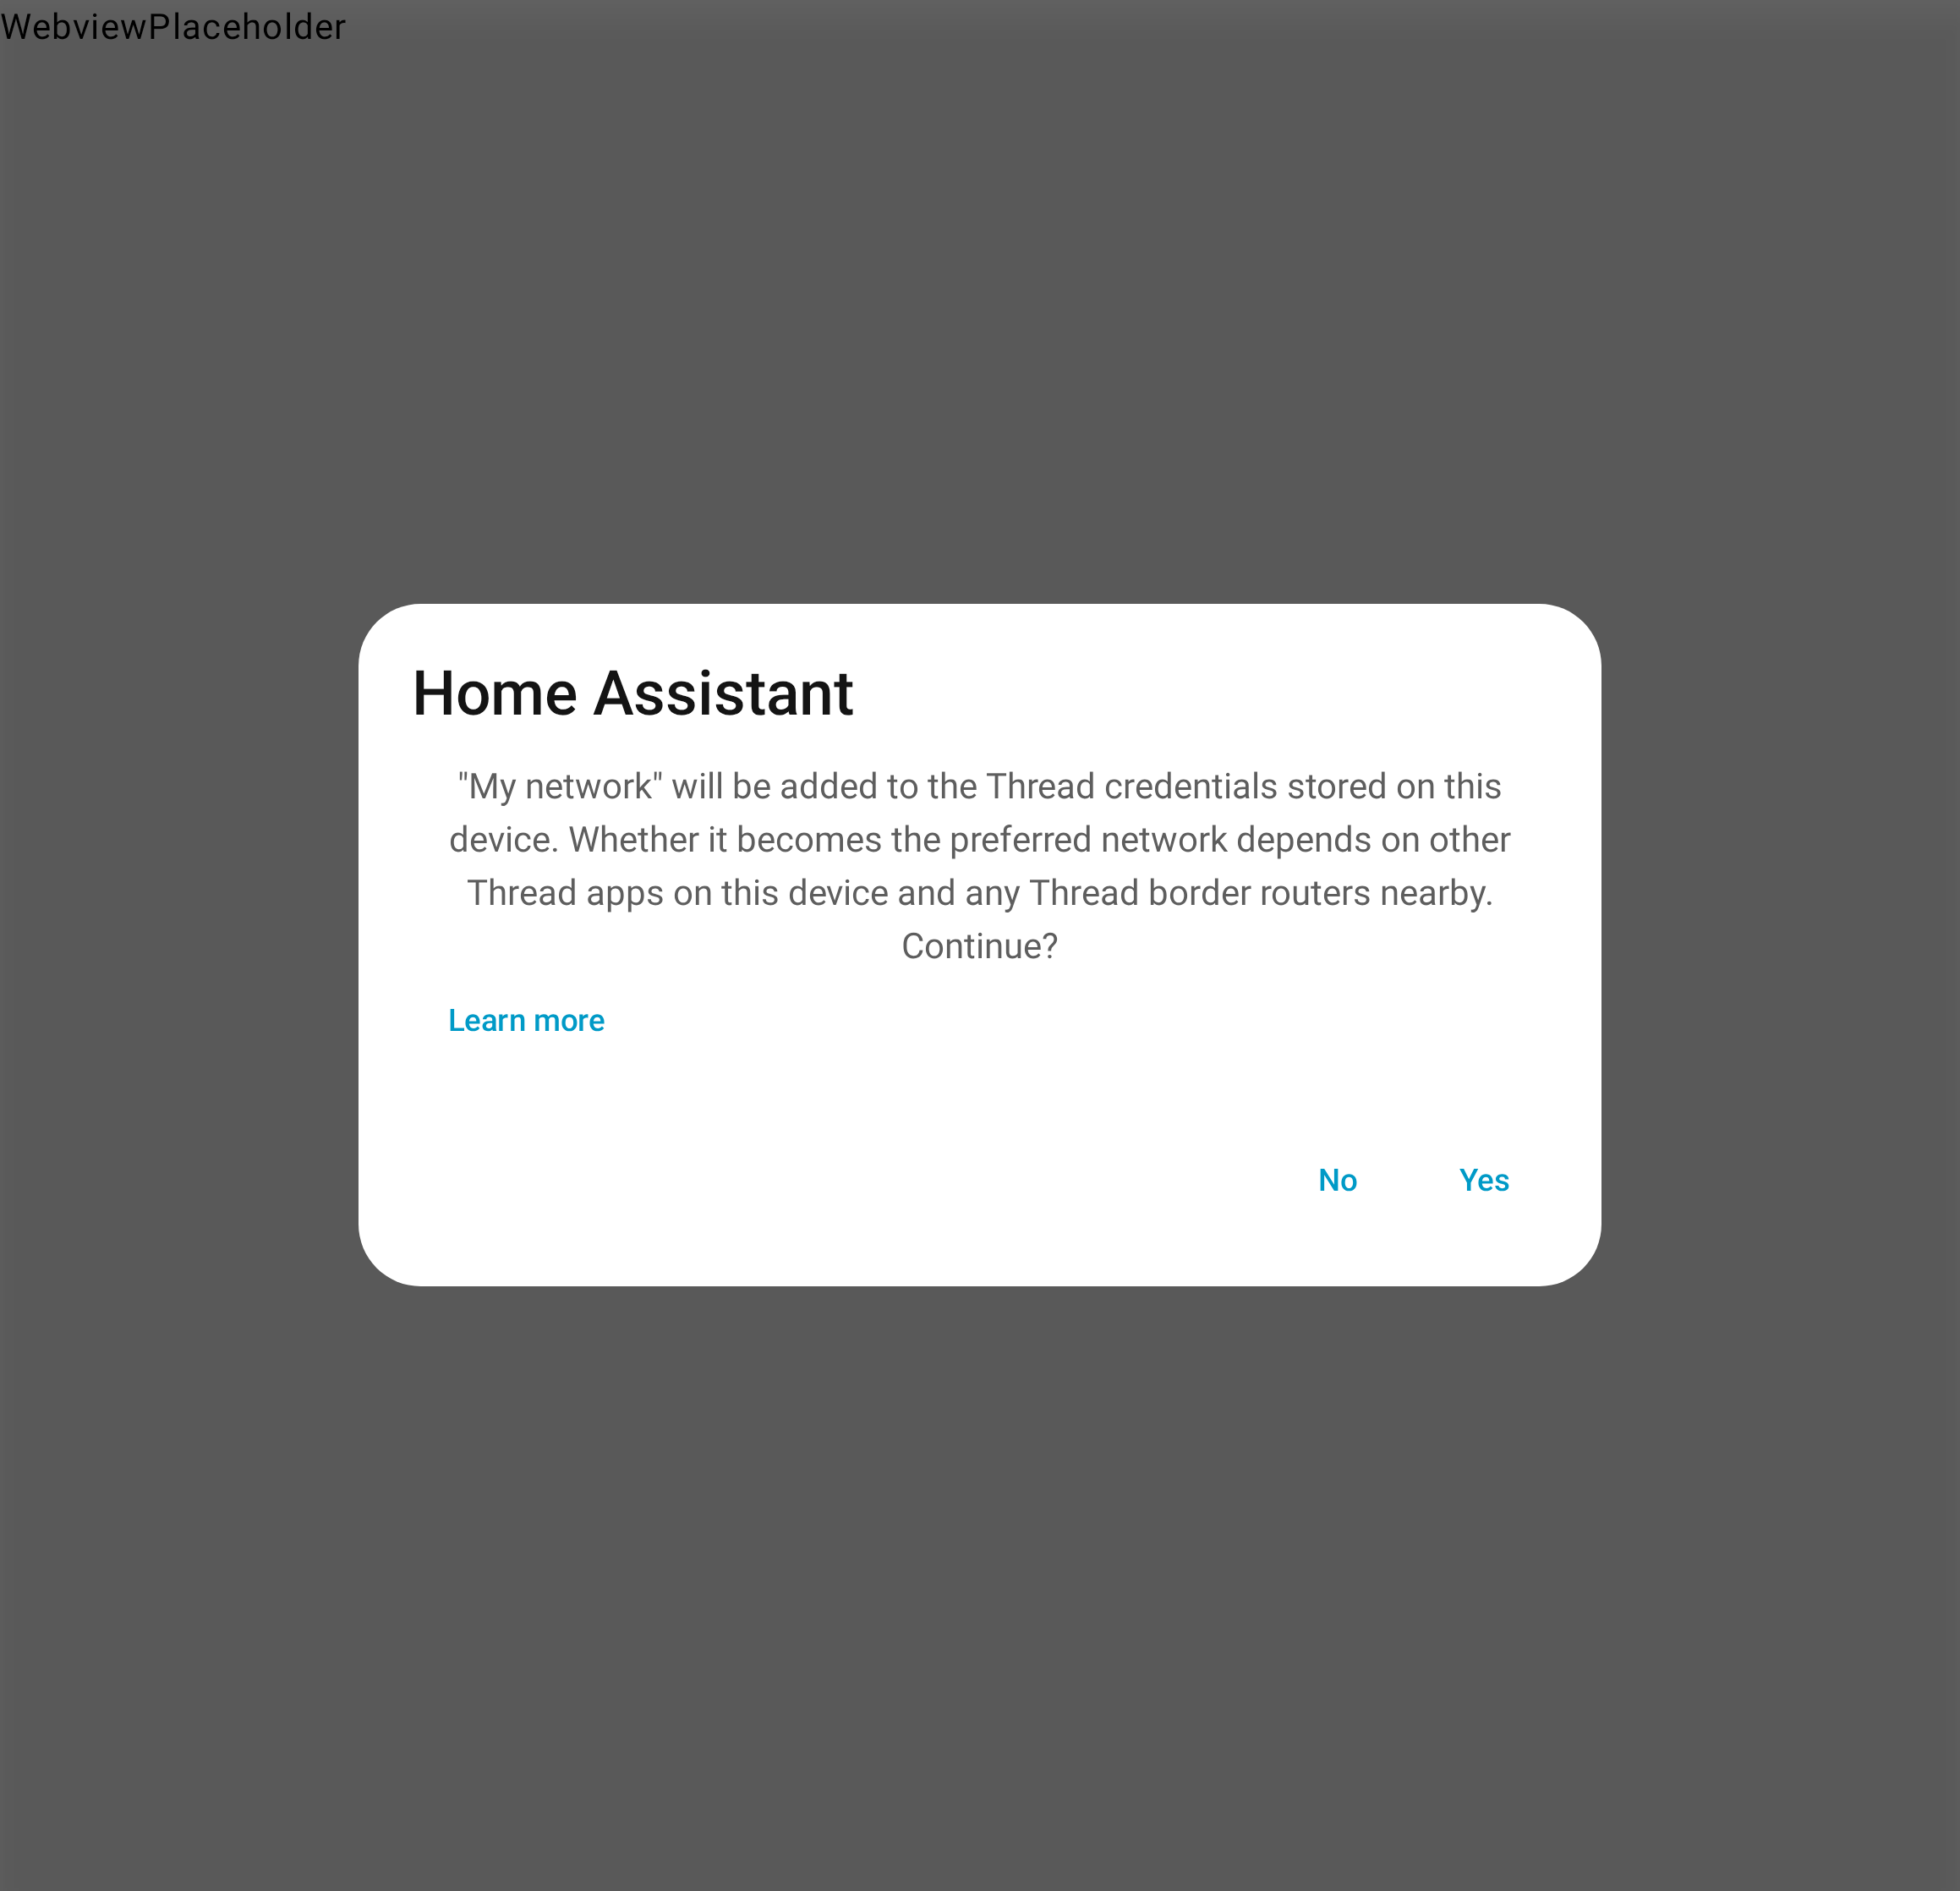 WebviewPlaceholder
Home Assistant
"My network" will be added to the Thread credentials stored on this
device. Whether it becomes the preferred network depends on other
Thread apps on this device and any Thread border routers nearby.
Continue?
Learn more
No
Yes